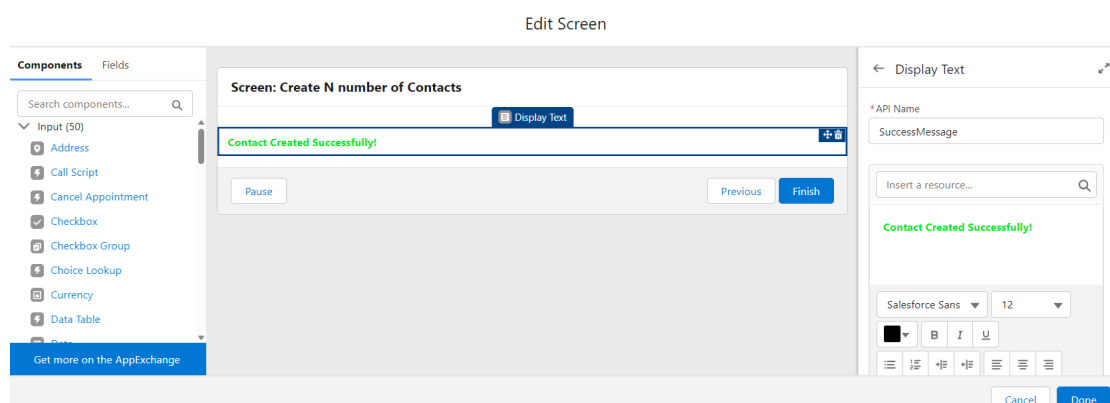 Edit Screen
Components Fields
Search components...
Input (50)
Address
Call Script
Cancel Appointment
Checkbox
Checkbox Group
Choice Lookup
Currency
Data Table
Get more on the AppExchange
Screen: Create N number of Contacts
Display Text
Contact Created Successfully!
Pause Previous Finish
Display Text
*API Name
SuccessMessage
Insert a resource...
Contact Created Successfully!
Salesforce Sans 12
B I U
Cancel Done